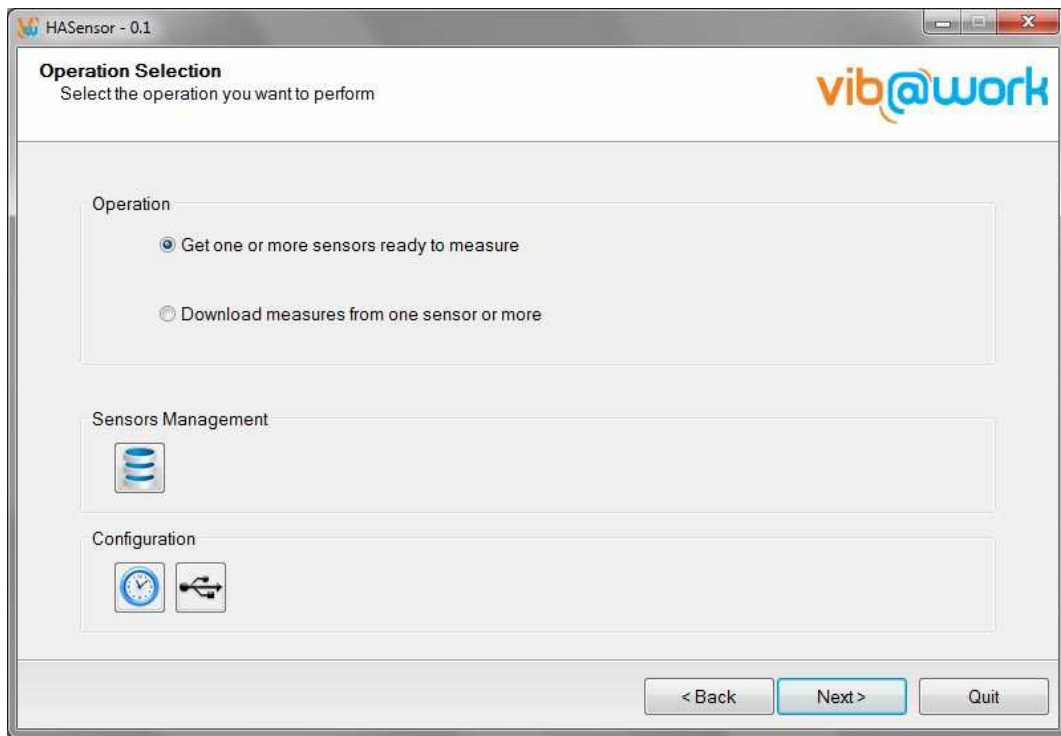 HASensor - 0.1
Operation Selection
Select the operation you want to perform
vib@work
Operation
Get one or more sensors ready to measure
Download measures from one sensor or more
Sensors Management
Configuration
< Back
Next >
Quit